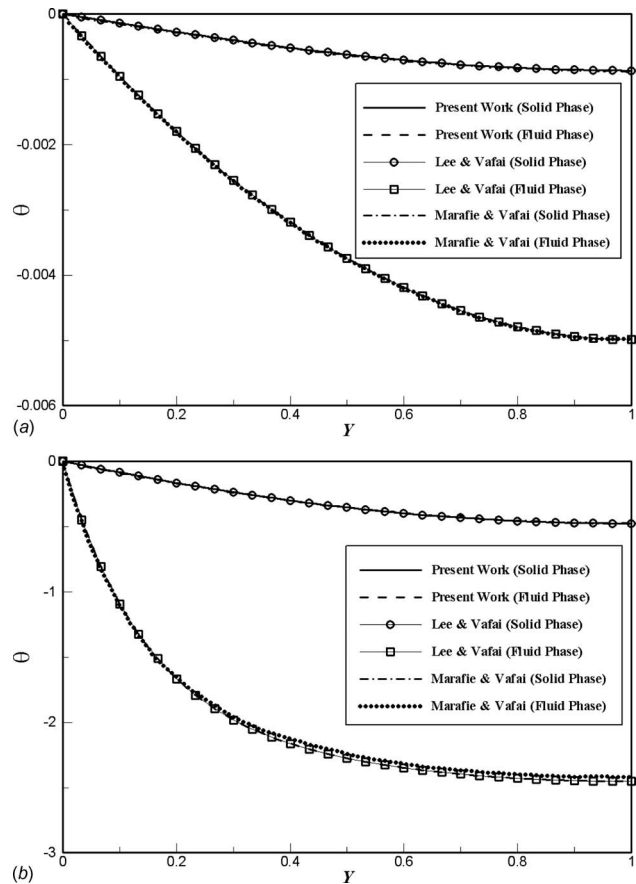 0
-0.002
θ
-0.004
-0.006
Present Work (Solid Phase)
Present Work (Fluid Phase)
Lee & Vafai (Solid Phase)
Lee & Vafai (Fluid Phase)
Marafie & Vafai (Solid Phase)
Marafie & Vafai (Fluid Phase)
0 0.2 0.4 0.6 0.8 1
(a) Y
0
-1
θ
-2
-3
Present Work (Solid Phase)
Present Work (Fluid Phase)
Lee & Vafai (Solid Phase)
Lee & Vafai (Fluid Phase)
Marafie & Vafai (Solid Phase)
Marafie & Vafai (Fluid Phase)
0 0.2 0.4 0.6 0.8 1
(b) Y